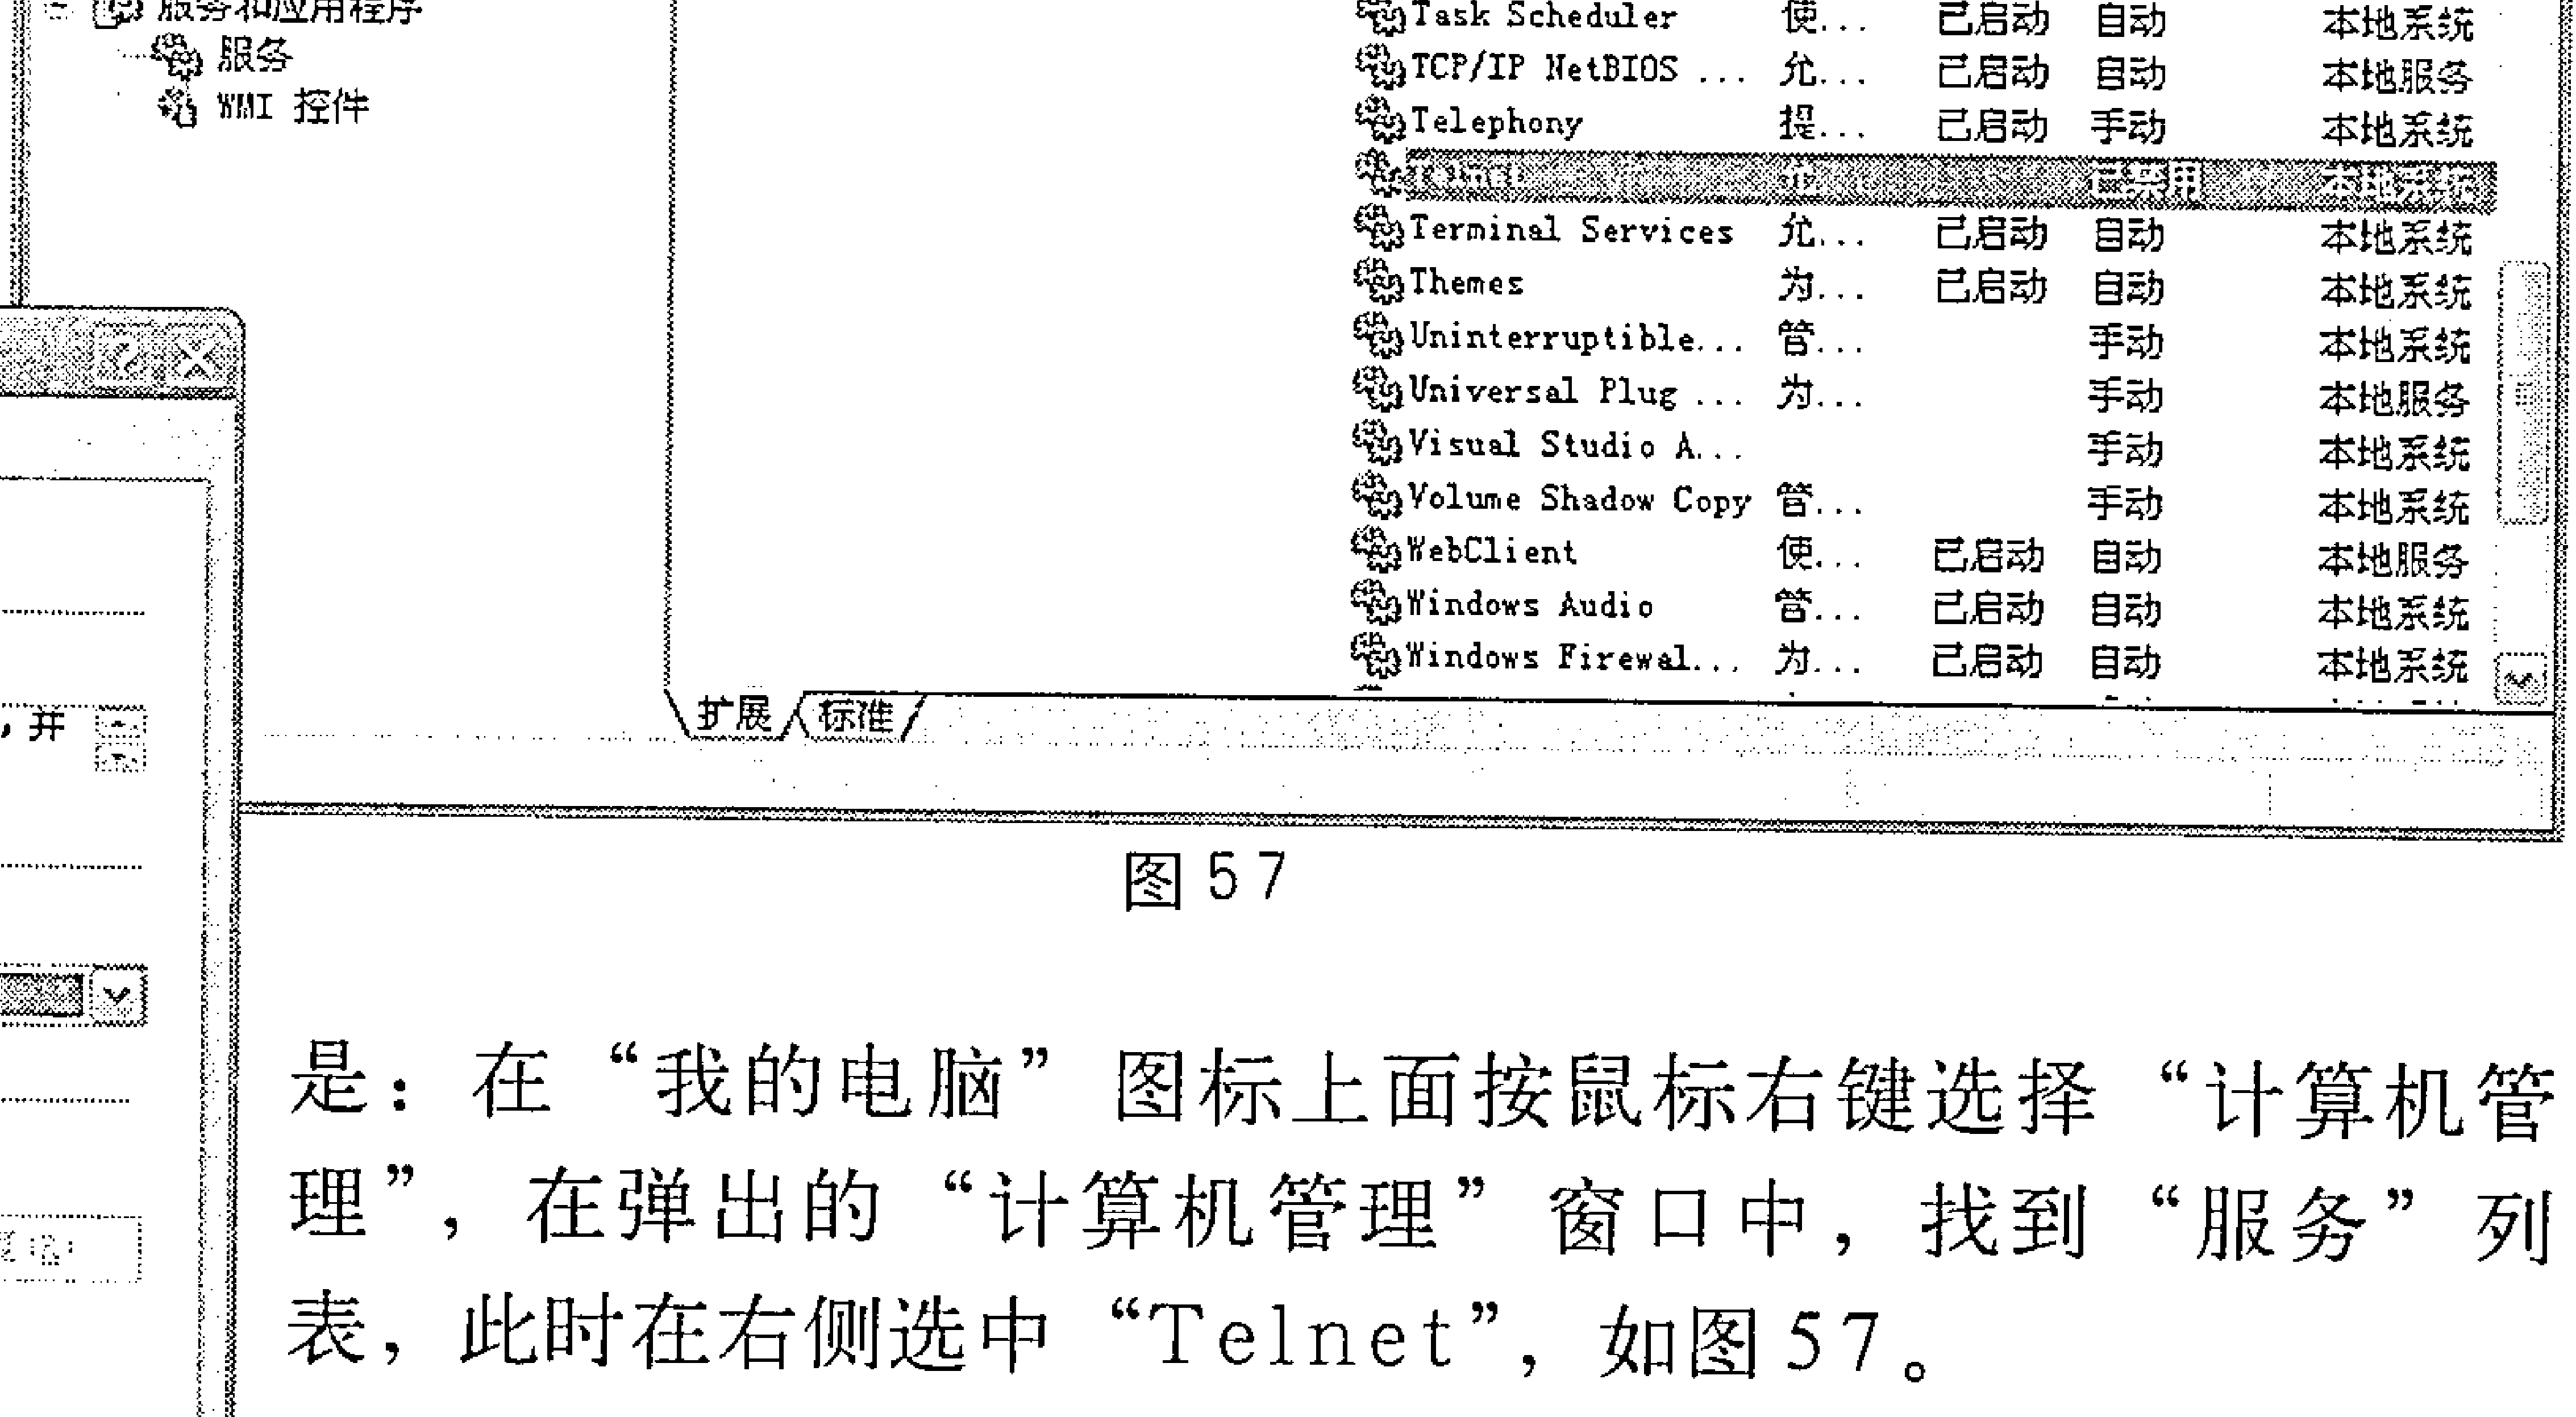 服务和应用程序
服务
WMI 控件
Task Scheduler 使... 已启动 自动 本地系统
TCP/IP NetBIOS ... 允... 已启动 自动 本地服务
Telephony 提... 已启动 手动 本地系统
Telnet 已禁用 本地系统
Terminal Services 允... 已启动 自动 本地系统
Themes 为... 已启动 自动 本地系统
Uninterruptible... 管... 手动 本地系统
Universal Plug ... 为... 手动 本地服务
Visual Studio A... 手动 本地系统
Volume Shadow Copy 管... 手动 本地系统
WebClient 使... 已启动 自动 本地服务
Windows Audio 管... 已启动 自动 本地系统
Windows Firewal... 为... 已启动 自动 本地系统
扩展 标准
，并
图 57
是：在“我的电脑”图标上面按鼠标右键选择“计算机管
理”，在弹出的“计算机管理”窗口中，找到“服务”列
表，此时在右侧选中“Telnet”，如图 57。